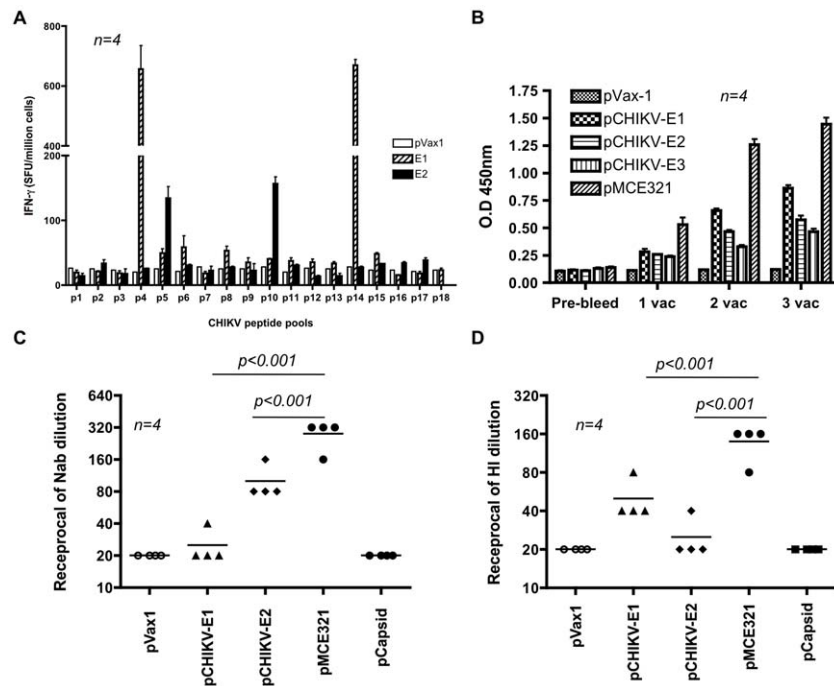 A
n=4
800
600
400
200
100
0
IFN-γ (SFU/million cells)
pVax1
E1
E2
p1 p2 p3 p4 p5 p6 p7 p8 p9 p10 p11 p12 p13 p14 p15 p16 p17 p18
CHIKV peptide pools
B
n=4
pVax-1
pCHIKV-E1
pCHIKV-E2
pCHIKV-E3
pMCE321
1.75
1.50
1.25
1.00
0.75
0.50
0.25
0.00
O.D 450nm
Pre-bleed 1 vac 2 vac 3 vac
C
p<0.001
p<0.001
n=4
640
320
160
80
40
20
10
Receprocal of Nab dilution
pVax1
pCHIKV-E1
pCHIKV-E2
pMCE321
pCapsid
D
p<0.001
p<0.001
n=4
320
160
80
40
20
10
Receprocal of HI dilution
pVax1
pCHIKV-E1
pCHIKV-E2
pMCE321
pCapsid